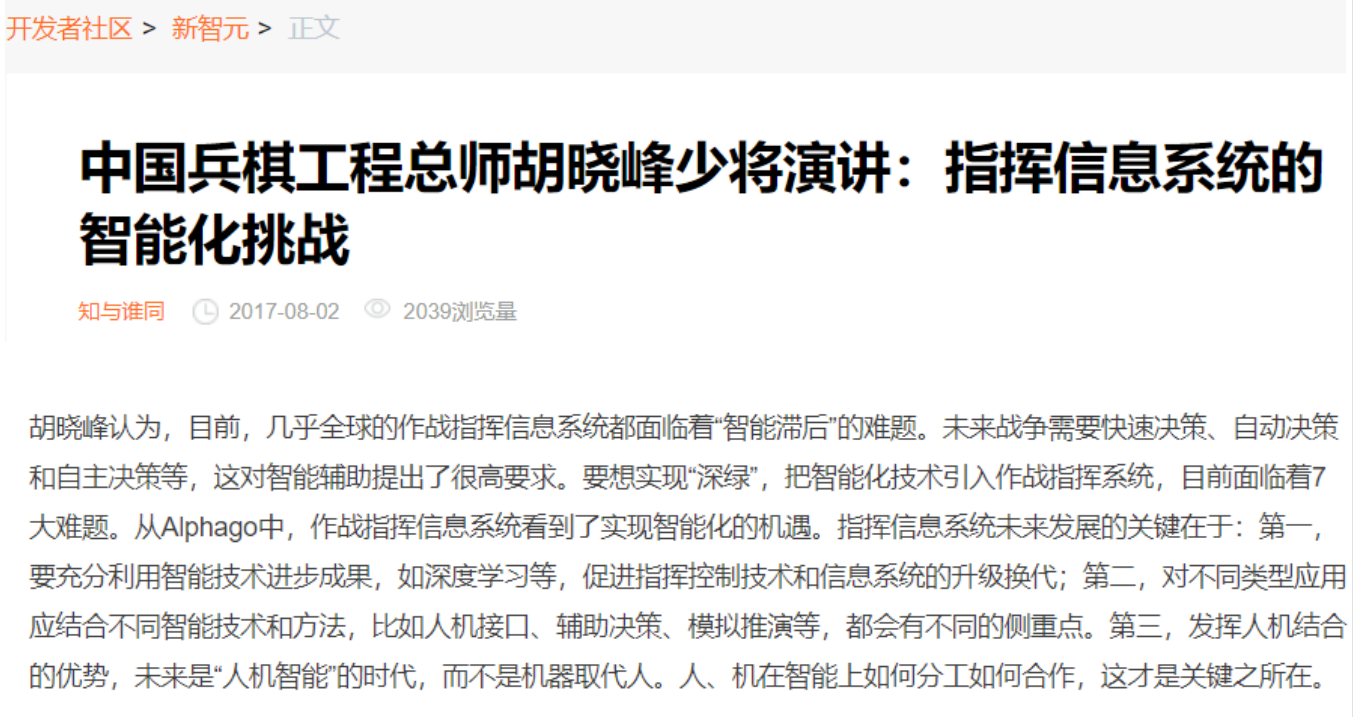 开发者社区 > 新智元 > 正文
中国兵棋工程总师胡晓峰少将演讲：指挥信息系统的
智能化挑战
知与谁同 2017-08-02 2039浏览量
胡晓峰认为，目前，几乎全球的作战指挥信息系统都面临着“智能滞后”的难题。未来战争需要快速决策、自动决策
和自主决策等，这对智能辅助提出了很高要求。要想实现“深绿”，把智能化技术引入作战指挥系统，目前面临着7
大难题。从Alphago中，作战指挥信息系统看到了实现智能化的机遇。指挥信息系统未来发展的关键在于：第一，
要充分利用智能技术进步成果，如深度学习等，促进指挥控制技术和信息系统的升级换代；第二，对不同类型应用
应结合不同智能技术和方法，比如人机接口、辅助决策、模拟推演等，都会有不同的侧重点。第三，发挥人机结合
的优势，未来是“人机智能”的时代，而不是机器取代人。人、机在智能上如何分工如何合作，这才是关键之所在。